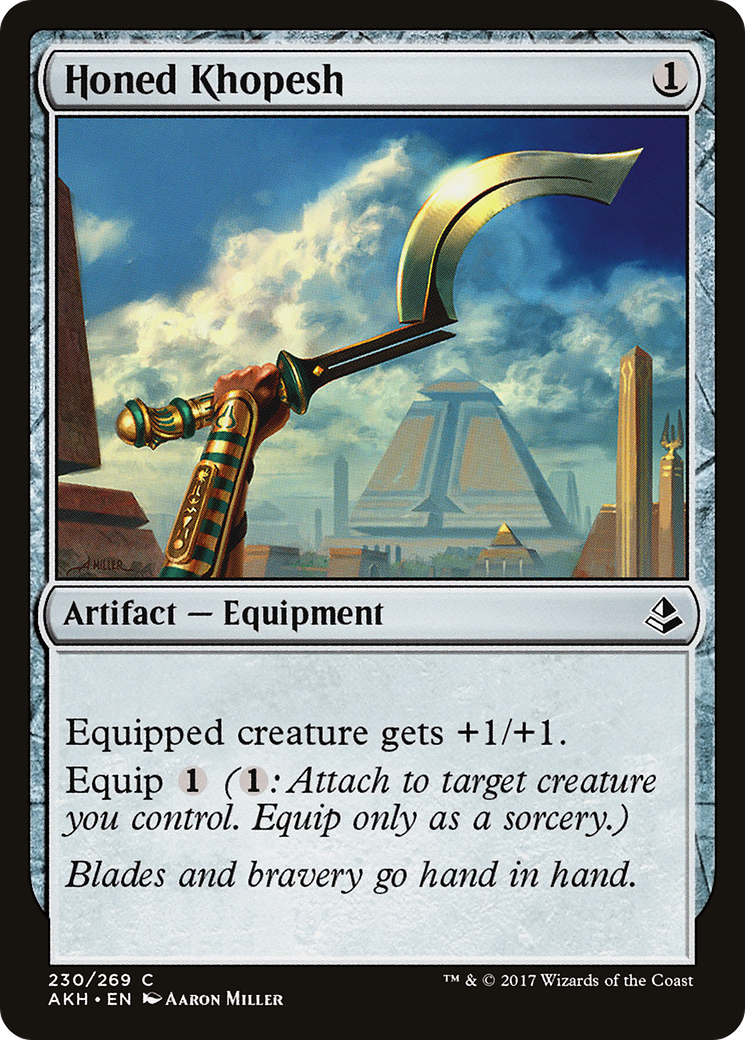 Honed Khopesh 1
A MILLER
Artifact — Equipment
Equipped creature gets +1/+1.
Equip 1 (1: Attach to target creature
you control. Equip only as a sorcery.)
Blades and bravery go hand in hand.
230/269 C
™ & © 2017 Wizards of the Coast
AKH • EN Aaron Miller